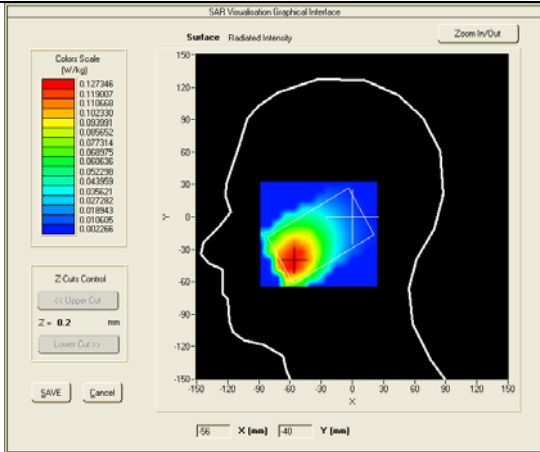 SAR Visualisation Graphical Interface
Surface Radiated Intensity
Zoom In/Out
Colors Scale
(W/kg)
0.127346
0.119007
0.110668
0.102330
0.093991
0.085652
0.077314
0.068975
0.060636
0.052298
0.043959
0.035621
0.027282
0.018943
0.010605
0.002266
Z Cuts Control
<< Upper Cut
Z = 0.2 mm
Lower Cut >>
SAVE Cancel
150
120
90
60
30
0
-30
-60
-90
-120
-150
Y
-150 -120 -90 -60 -30 0 30 60 90 120 150
X
-56 X (mm) -40 Y (mm)